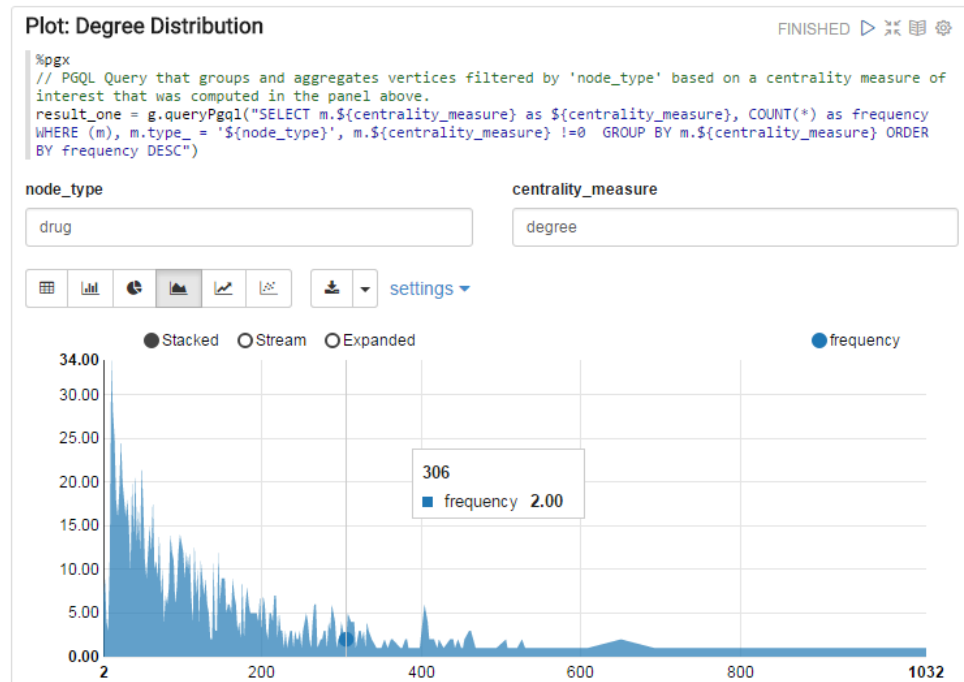 Plot: Degree Distribution
FINISHED
%pgx
// PGQL Query that groups and aggregates vertices filtered by 'node_type' based on a centrality measure of
interest that was computed in the panel above.
result_one = g.queryPgql("SELECT m.${centrality_measure} as ${centrality_measure}, COUNT(*) as frequency
WHERE (m), m.type_ = '${node_type}', m.${centrality_measure} !=0  GROUP BY m.${centrality_measure} ORDER
BY frequency DESC")
node_type centrality_measure
drug degree
settings
Stacked Stream Expanded frequency
34.00
30.00
25.00
306
20.00
frequency 2.00
15.00
10.00
5.00
0.00
2 200 400 600 800 1032